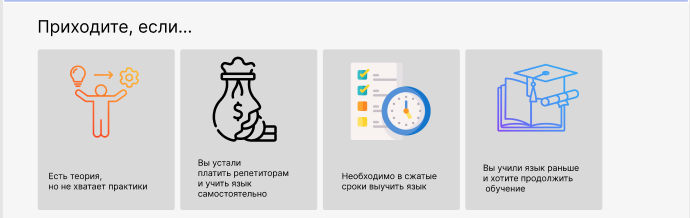 Приходите, если...
Есть теория,
но не хватает практики
Вы устали
платить репетиторам
и учить язык
самостоятельно
Необходимо в сжатые
сроки выучить язык
Вы учили язык раньше
и хотите продолжить
обучение